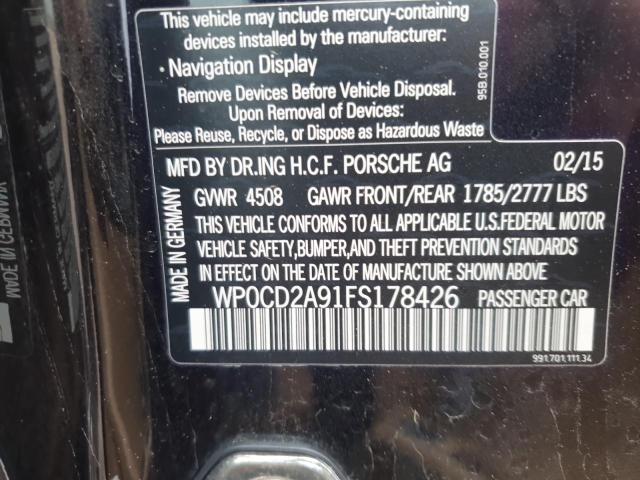 This vehicle may include mercury-containing
devices installed by the manufacturer:
· Navigation Display
Remove Devices Before Vehicle Disposal.
Upon Removal of Devices:
Please Reuse, Recycle, or Dispose as Hazardous Waste
95B.010.001
MFD BY DR.ING H.C.F. PORSCHE AG 02/15
GVWR 4508 GAWR FRONT/REAR 1785/2777 LBS
THIS VEHICLE CONFORMS TO ALL APPLICABLE U.S.FEDERAL MOTOR
VEHICLE SAFETY,BUMPER,AND THEFT PREVENTION STANDARDS
IN EFFECT ON THE DATE OF MANUFACTURE SHOWN ABOVE
MADE IN GERMANY
WP0CD2A91FS178426 PASSENGER CAR
991.701.111.34
MADE IN GERMANY